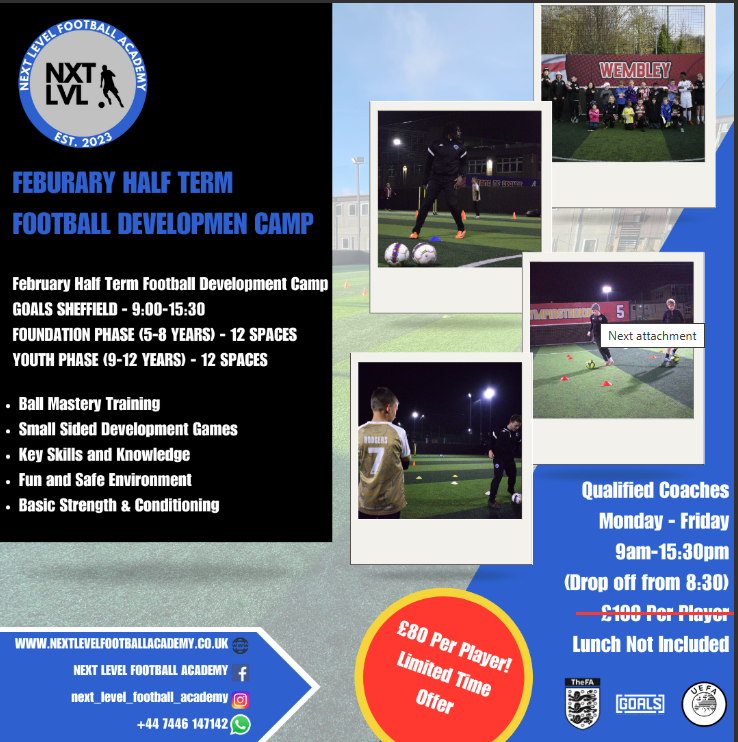 NEXT LEVEL FOOTBALL ACADEMY
NXT
LVL
EST. 2023
FEBURARY HALF TERM
FOOTBALL DEVELOPMEN CAMP
February Half Term Football Development Camp
GOALS SHEFFIELD - 9:00-15:30
FOUNDATION PHASE (5-8 YEARS) - 12 SPACES
YOUTH PHASE (9-12 YEARS) - 12 SPACES
• Ball Mastery Training
• Small Sided Development Games
• Key Skills and Knowledge
• Fun and Safe Environment
• Basic Strength & Conditioning
WEMBLEY
5
Next attachment
7
Qualified Coaches
Monday - Friday
9am-15:30pm
(Drop off from 8:30)
£100 Per Player
Lunch Not Included
£80 Per Player!
Limited Time
Offer
WWW.NEXTLEVELFOOTBALLACADEMY.CO.UK
NEXT LEVEL FOOTBALL ACADEMY
next_level_football_academy
+44 7446 147142
The FA
GOALS
UEFA